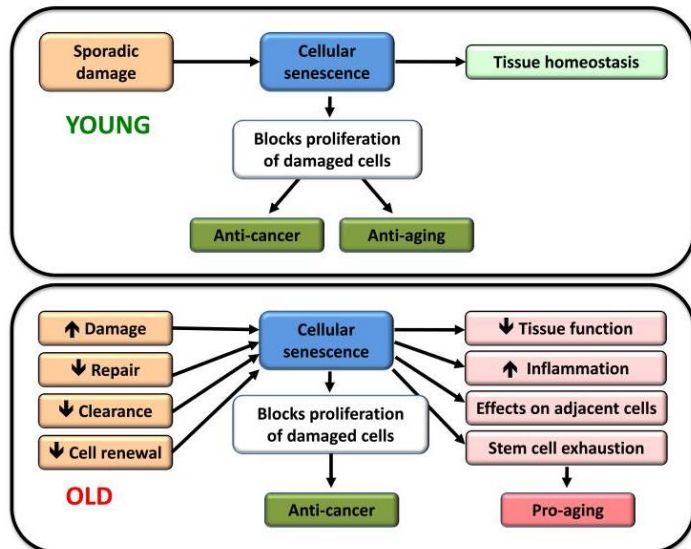 Sporadic
damage
Cellular
senescence
Tissue homeostasis
YOUNG
Blocks proliferation
of damaged cells
Anti-cancer
Anti-aging
↑ Damage
↓ Repair
↓ Clearance
↓ Cell renewal
OLD
Cellular
senescence
Blocks proliferation
of damaged cells
Anti-cancer
↓ Tissue function
↑ Inflammation
Effects on adjacent cells
Stem cell exhaustion
Pro-aging